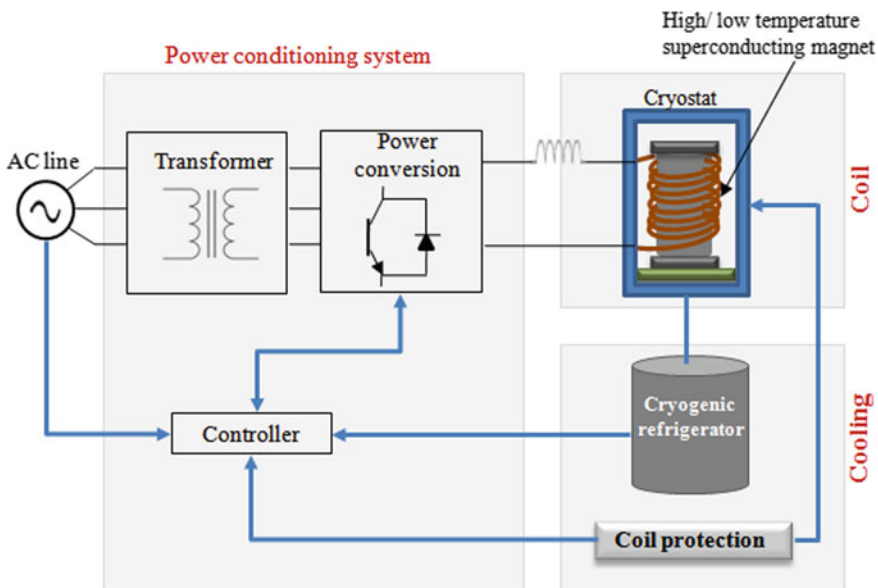 High/ low temperature
superconducting magnet
Power conditioning system
Cryostat
AC line
Transformer
Power
conversion
Coil
Cryogenic
refrigerator
Controller
Cooling
Coil protection